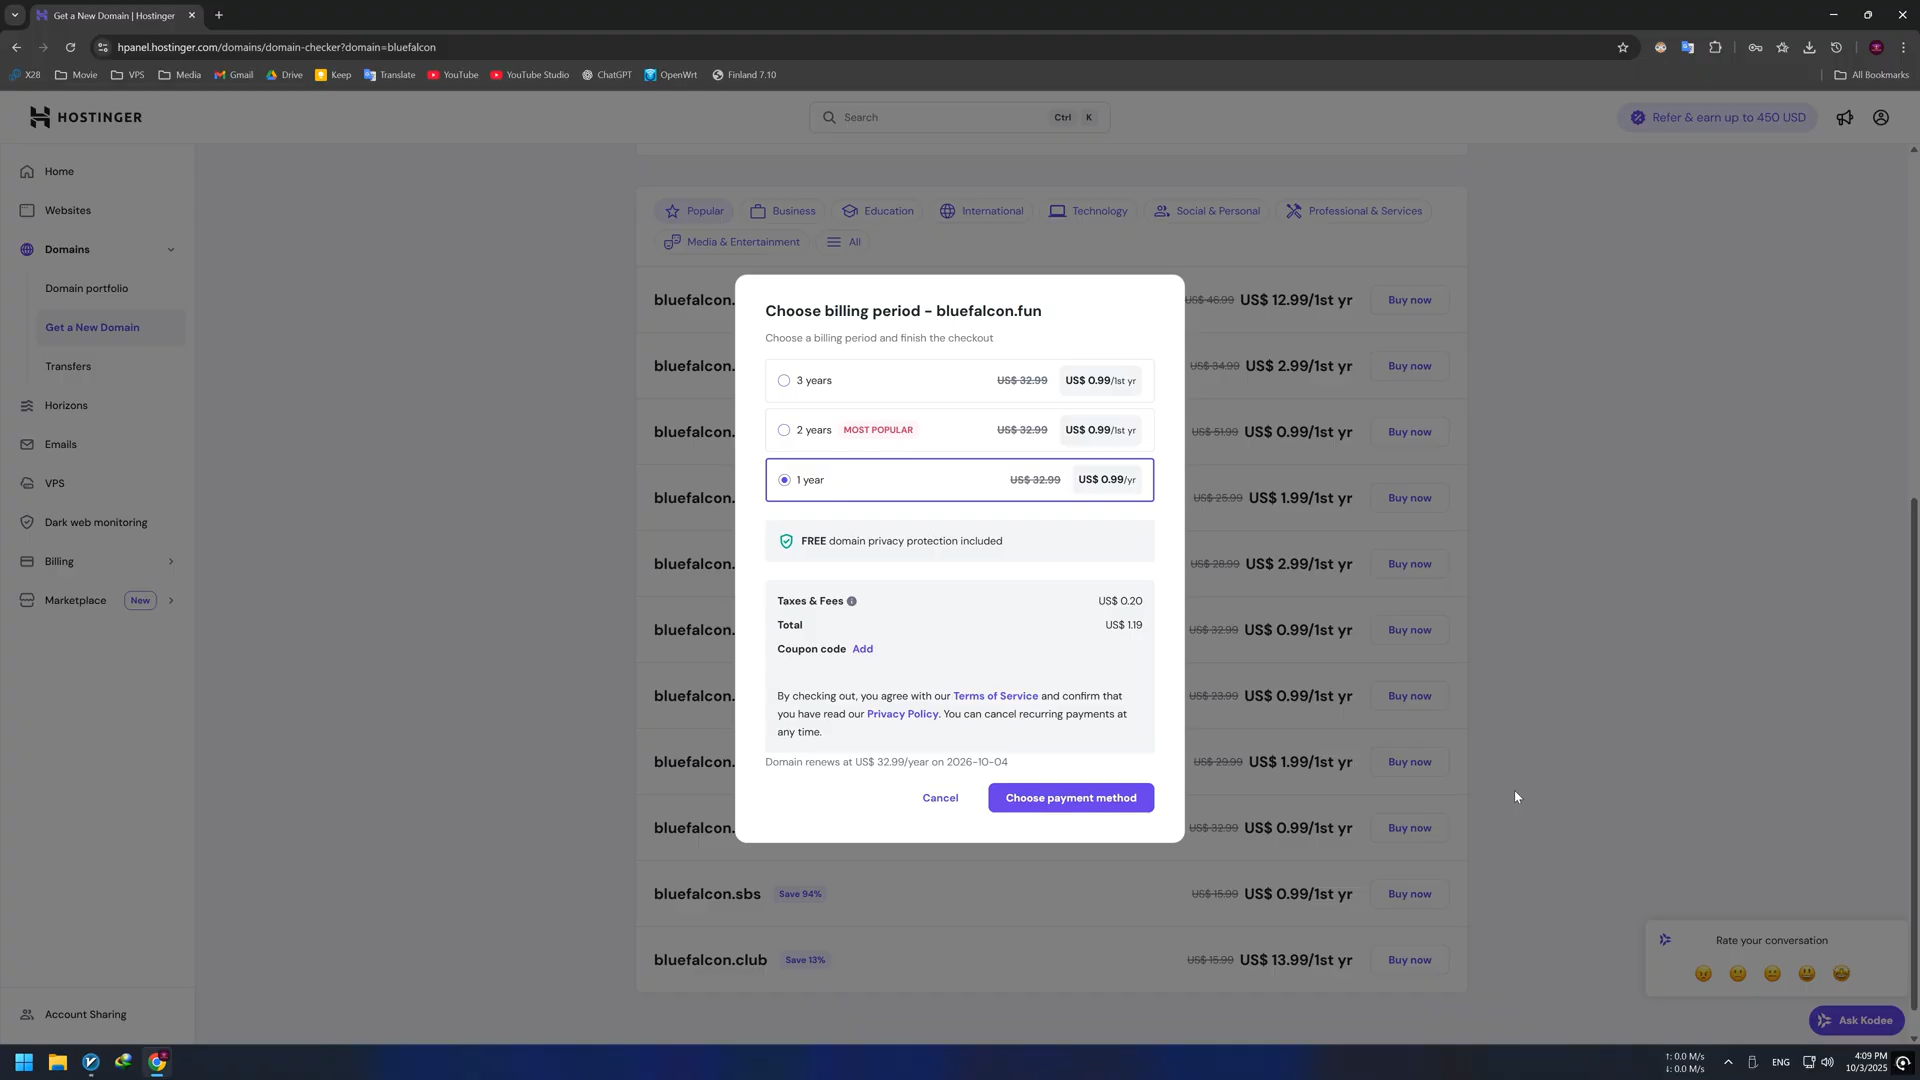 Get a New Domain | Hostinger
hpanel.hostinger.com/domains/domain-checker?domain=bluefalcon
X28
Movie
VPS
Media
Gmail
Drive
Keep
Translate
YouTube
YouTube Studio
ChatGPT
OpenWrt
Finland 7.10
All Bookmarks
HOSTINGER
Search
Ctrl
K
Refer & earn up to 450 USD
Home
Websites
Domains
Domain portfolio
Get a New Domain
Transfers
Horizons
Emails
VPS
Dark web monitoring
Billing
Marketplace
New
Account Sharing
Popular
Business
Education
International
Technology
Social & Personal
Professional & Services
Media & Entertainment
All
bluefalcon. US$ 46.99 US$ 12.99/1st yr Buy now
bluefalcon. US$ 34.99 US$ 2.99/1st yr Buy now
bluefalcon. US$ 51.99 US$ 0.99/1st yr Buy now
bluefalcon. US$ 25.99 US$ 1.99/1st yr Buy now
bluefalcon. US$ 28.99 US$ 2.99/1st yr Buy now
bluefalcon. US$ 32.99 US$ 0.99/1st yr Buy now
bluefalcon. US$ 23.99 US$ 0.99/1st yr Buy now
bluefalcon. US$ 29.99 US$ 1.99/1st yr Buy now
bluefalcon. US$ 32.99 US$ 0.99/1st yr Buy now
bluefalcon.sbs Save 94% US$ 15.99 US$ 0.99/1st yr Buy now
bluefalcon.club Save 13% US$ 15.99 US$ 13.99/1st yr Buy now
Choose billing period - bluefalcon.fun
Choose a billing period and finish the checkout
3 years US$ 32.99 US$ 0.99/1st yr
2 years MOST POPULAR US$ 32.99 US$ 0.99/1st yr
1 year US$ 32.99 US$ 0.99/yr
FREE domain privacy protection included
Taxes & Fees US$ 0.20
Total US$ 1.19
Coupon code Add
By checking out, you agree with our Terms of Service and confirm that
you have read our Privacy Policy. You can cancel recurring payments at
any time.
Domain renews at US$ 32.99/year on 2026-10-04
Cancel
Choose payment method
Rate your conversation
Ask Kodee
↑: 0.0 M/s
↓: 0.0 M/s
ENG
4:09 PM
10/3/2025